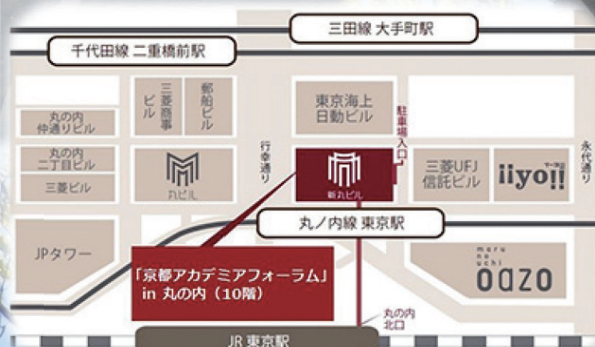 三田線 大手町駅
千代田線 二重橋前駅
丸の内
仲通りビル
三菱商事
ビル
郵船ビル
東京海上
日動ビル
駐車場入口
行幸通り
永代通り
丸の内
二丁目ビル
三菱ビル
丸ビル
新丸ビル
三菱UFJ
信託ビル
iiyo!!
丸ノ内線 東京駅
JPタワー
「京都アカデミアフォーラム」
in 丸の内（10階）
maru
no
uchi
oazo
丸の内
北口
JR 東京駅